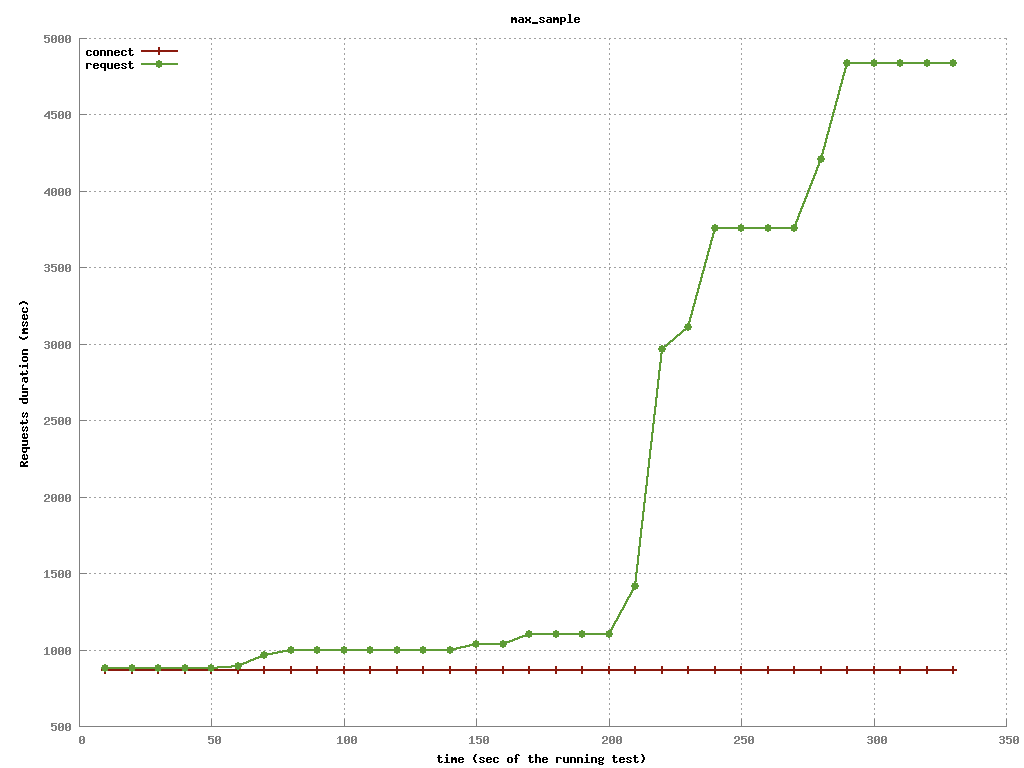 max_sample
5000
connect
request
4500
4000
3500
3000
2500
2000
1500
1000
500
Requests duration (msec)
0 50 100 150 200 250 300 350
time (sec of the running test)